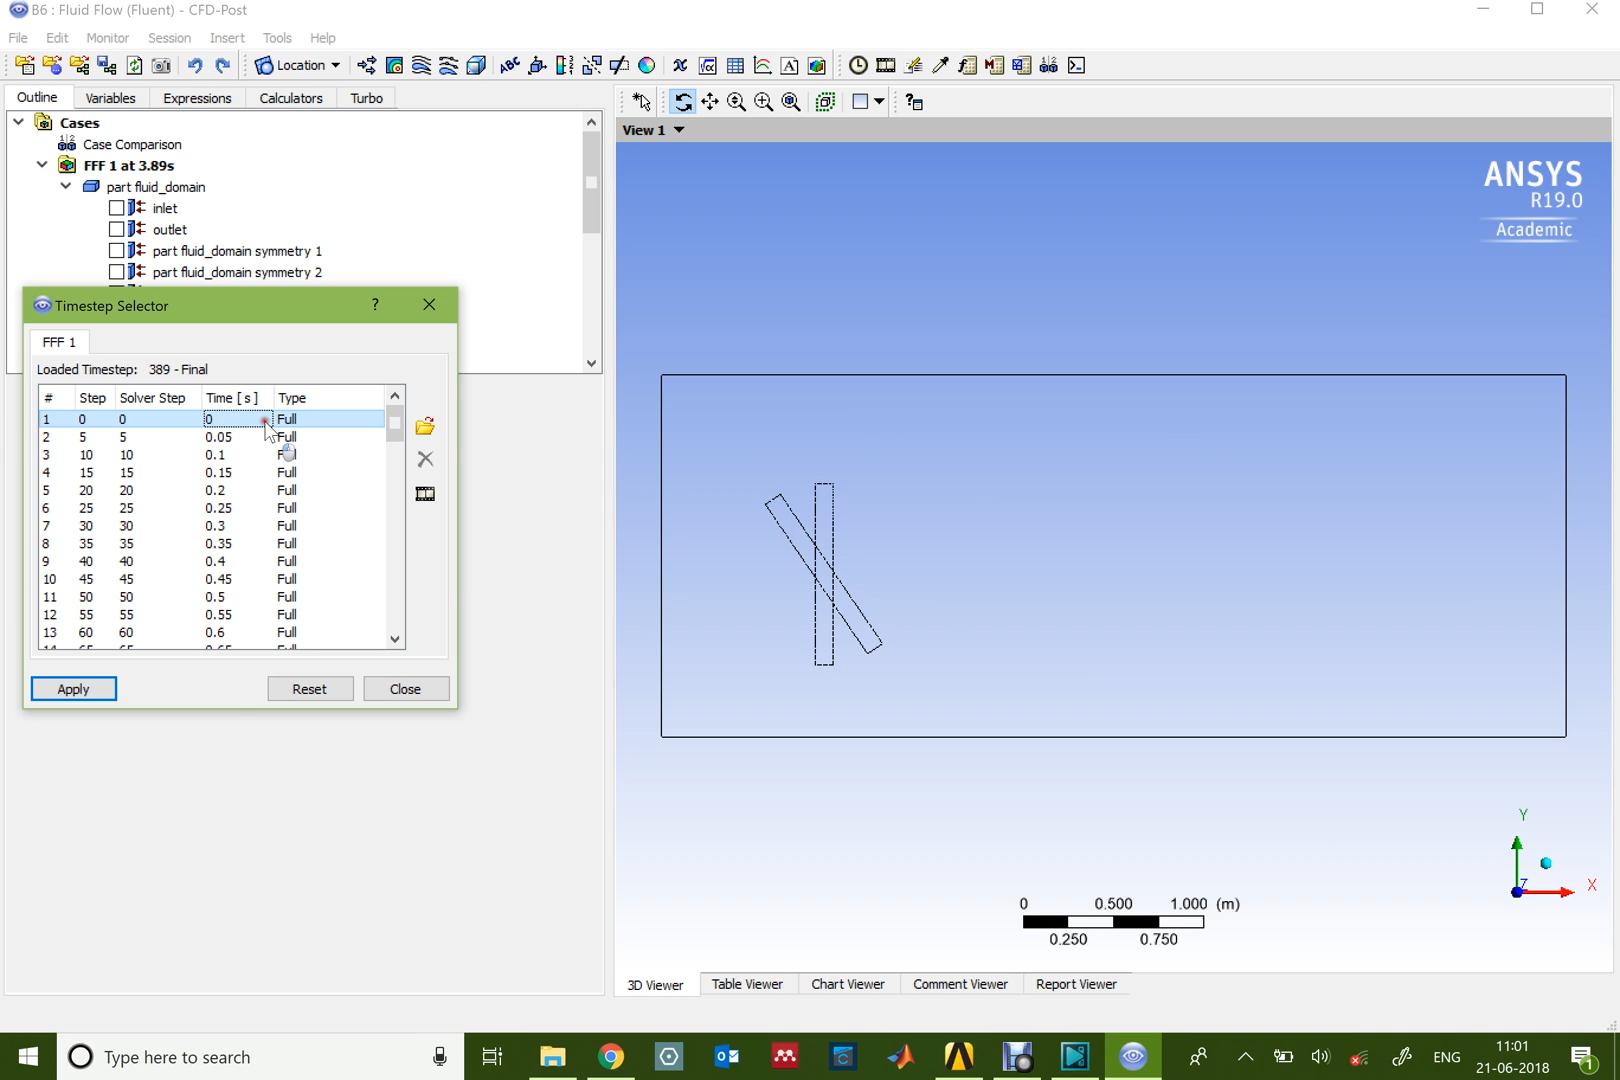 B6 : Fluid Flow (Fluent) - CFD-Post
File Edit Monitor Session Insert Tools Help
Location
Outline Variables Expressions Calculators Turbo
Cases
Case Comparison
FFF 1 at 3.89s
part fluid_domain
inlet
outlet
part fluid_domain symmetry 1
part fluid_domain symmetry 2
Timestep Selector ?
FFF 1
Loaded Timestep: 389 - Final
# Step Solver Step Time [ s ] Type
1 0 0 0 Full
2 5 5 0.05 Full
3 10 10 0.1 Full
4 15 15 0.15 Full
5 20 20 0.2 Full
6 25 25 0.25 Full
7 30 30 0.3 Full
8 35 35 0.35 Full
9 40 40 0.4 Full
10 45 45 0.45 Full
11 50 50 0.5 Full
12 55 55 0.55 Full
13 60 60 0.6 Full
Apply Reset Close
View 1
ANSYS
R19.0
Academic
Y
Z
X
0 0.500 1.000 (m)
0.250 0.750
3D Viewer Table Viewer Chart Viewer Comment Viewer Report Viewer
Type here to search
ENG
11:01
21-06-2018
1